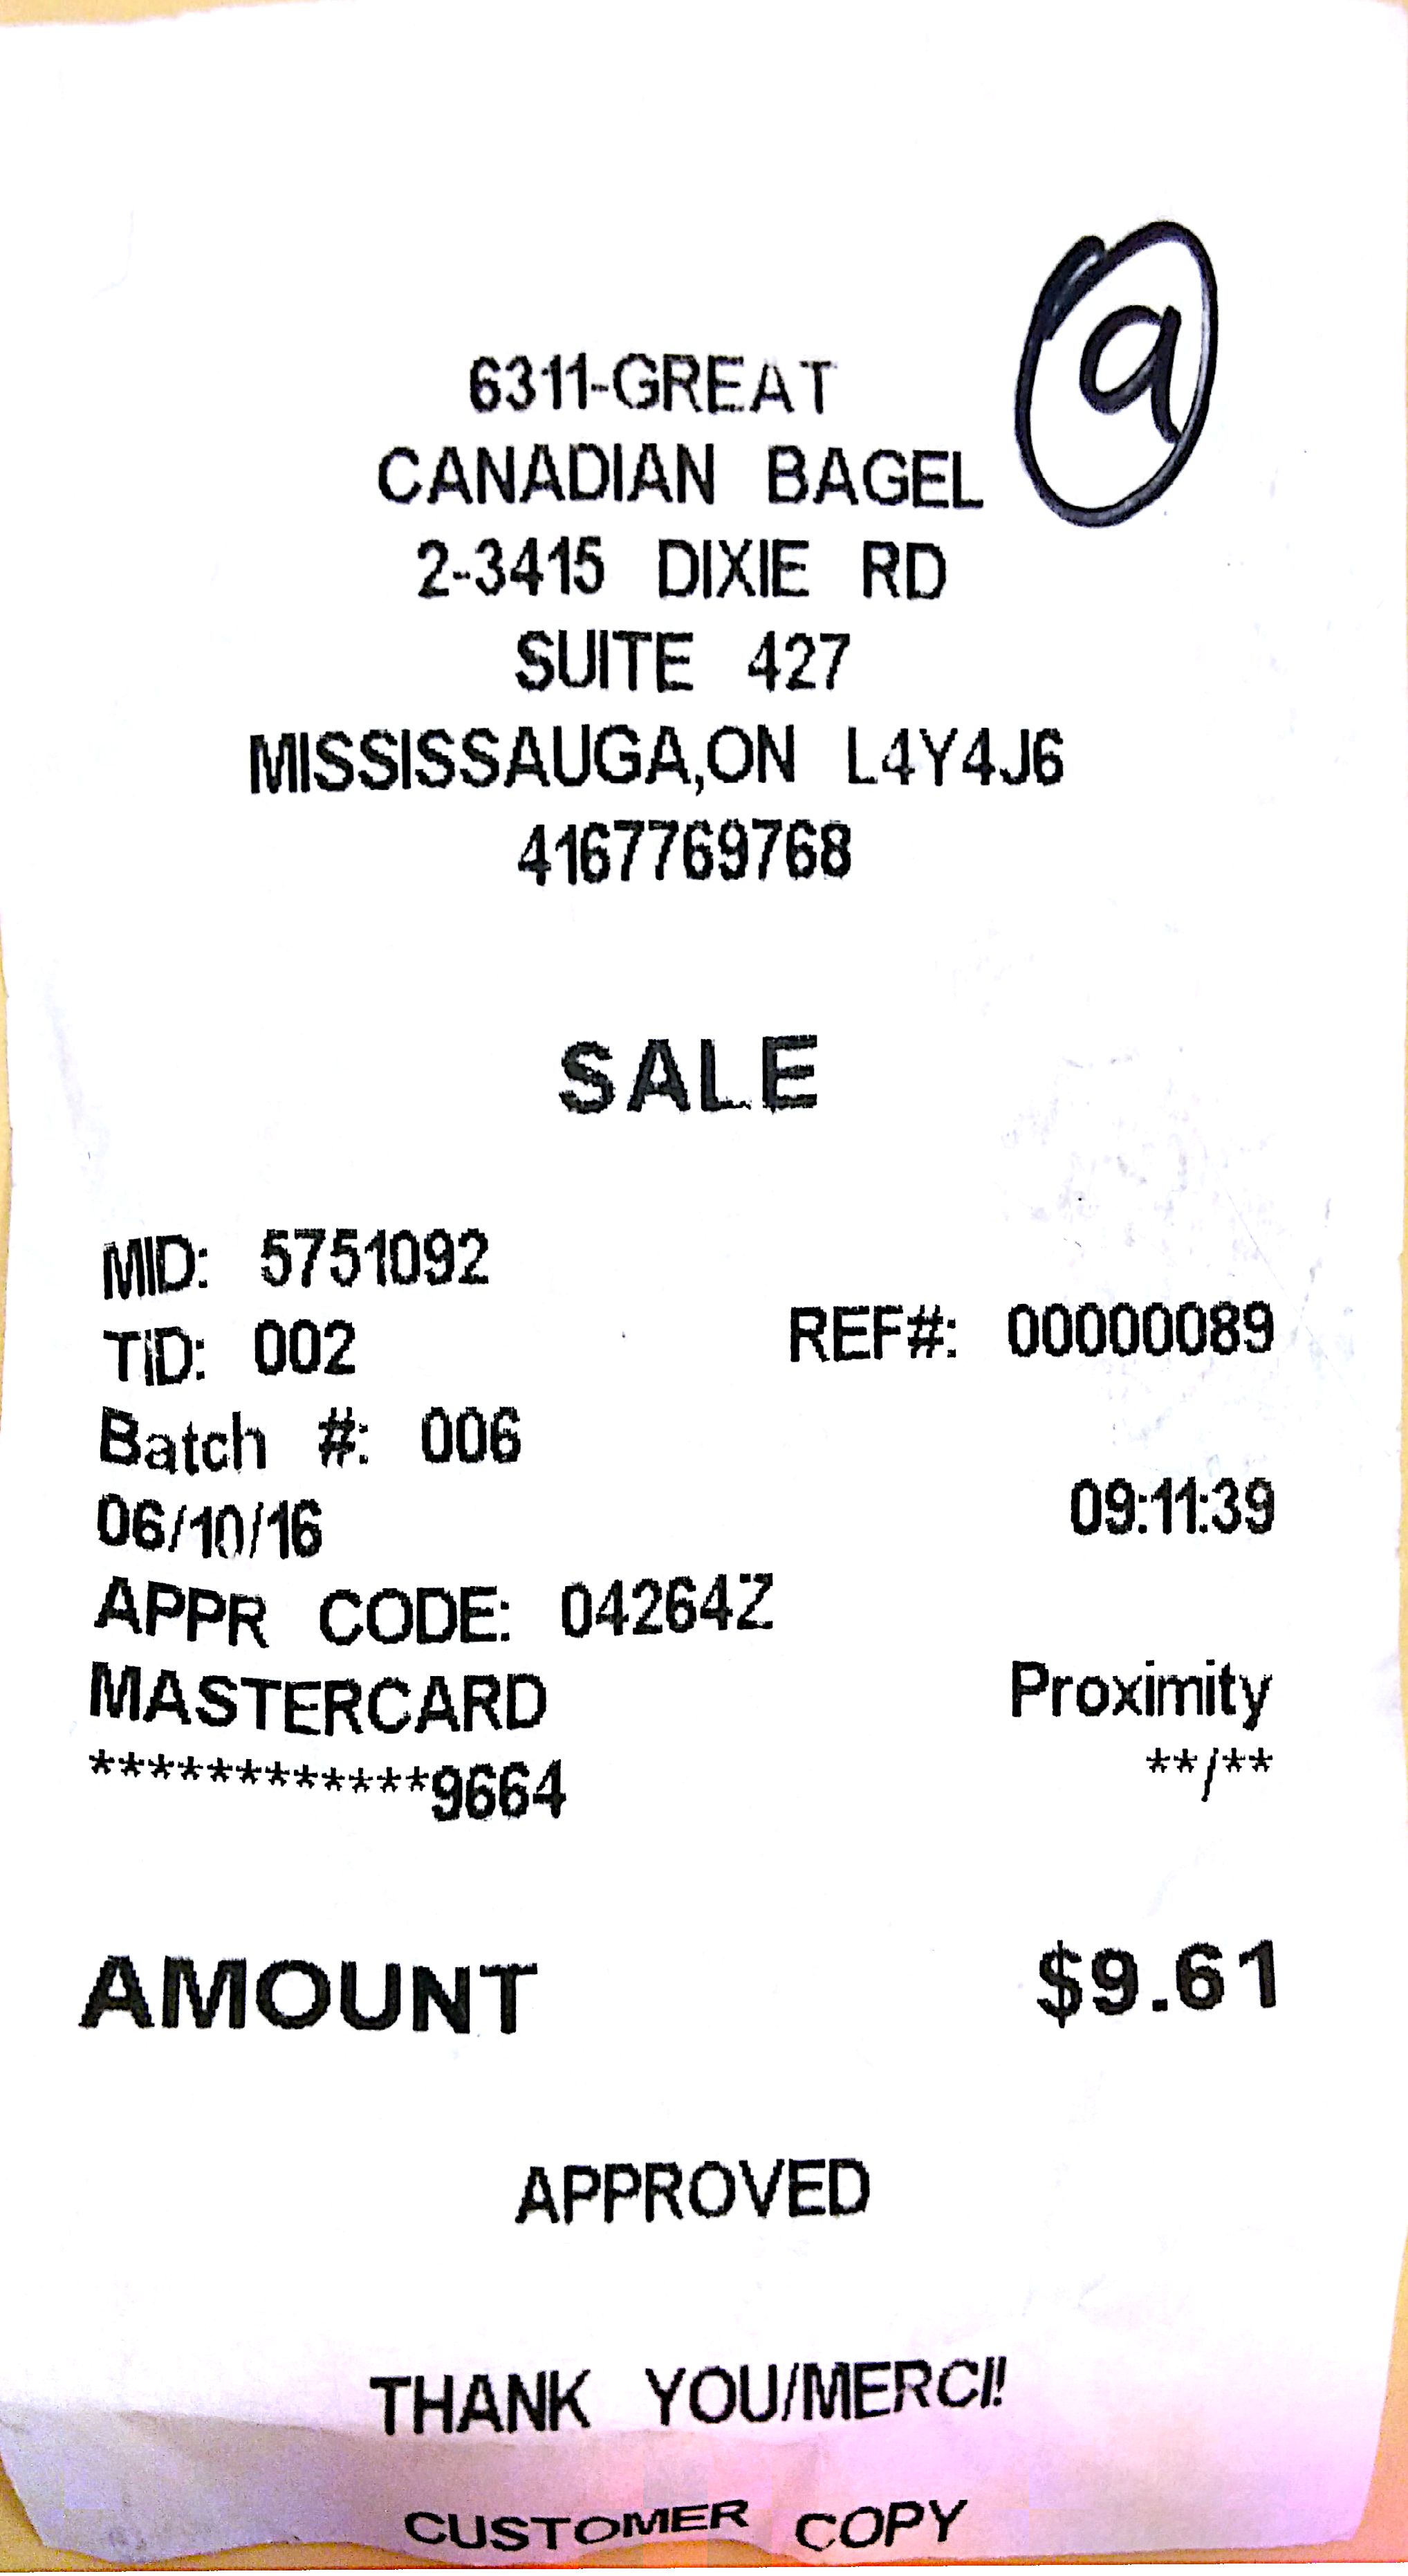 a
6311-GREAT
CANADIAN BAGEL
2-3415 DIXIE RD
SUITE 427
MISSISSAUGA,ON L4Y4J6
4167769768
SALE
MID: 5751092
TID: 002 REF#: 00000089
Batch #: 006
06/10/16 09:11:39
APPR CODE: 04264Z
MASTERCARD Proximity
************9664 **/**
AMOUNT $9.61
APPROVED
THANK YOU/MERCI!
CUSTOMER COPY